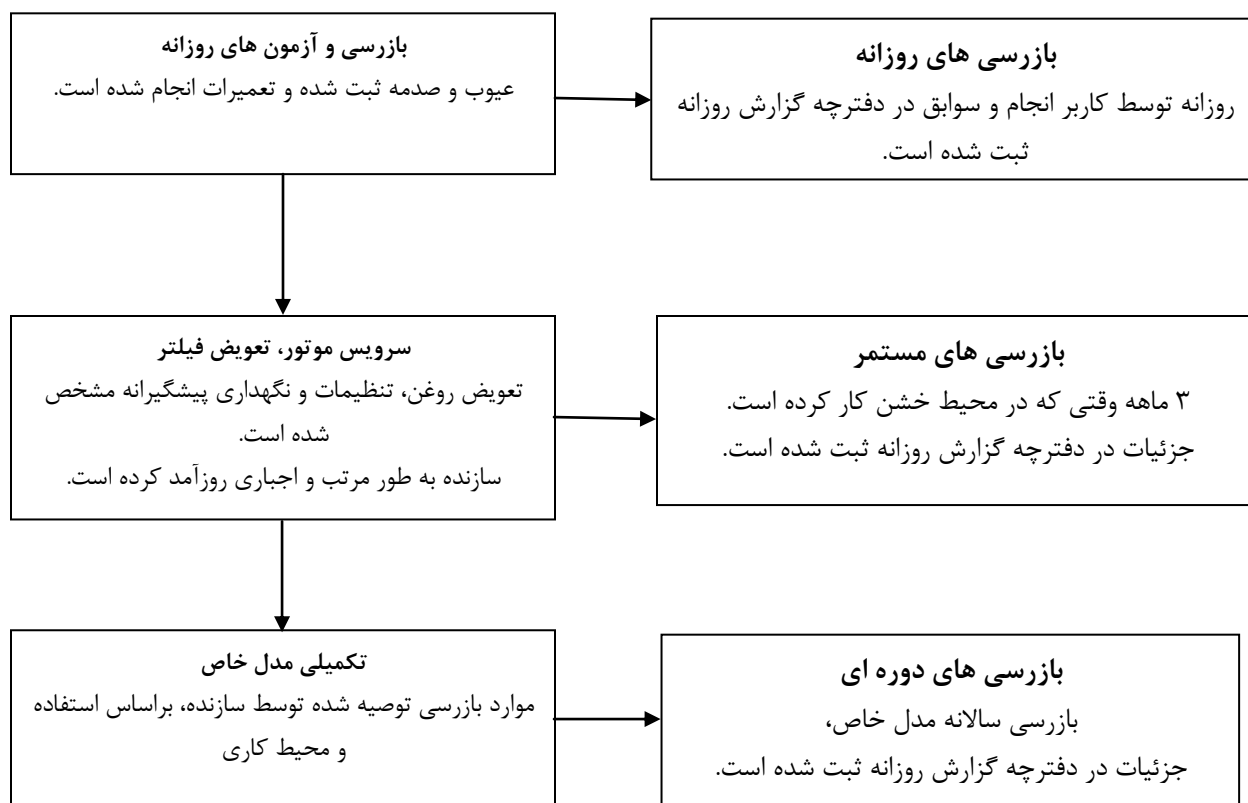 بازرسی و آزمون های روزانه
عیوب و صدمه ثبت شده و تعمیرات انجام شده است.
بازرسی های روزانه
روزانه توسط کاربر انجام و سوابق در دفترچه گزارش روزانه
ثبت شده است.
سرویس موتور، تعویض فیلتر
تعویض روغن، تنظیمات و نگهداری پیشگیرانه مشخص
شده است.
سازنده به طور مرتب و اجباری روزآمد کرده است.
بازرسی های مستمر
۳ ماهه وقتی که در محیط خشن کار کرده است.
جزئیات در دفترچه گزارش روزانه ثبت شده است.
تکمیلی مدل خاص
موارد بازرسی توصیه شده توسط سازنده، براساس استفاده
و محیط کاری
بازرسی های دوره ای
بازرسی سالانه مدل خاص،
جزئیات در دفترچه گزارش روزانه ثبت شده است.